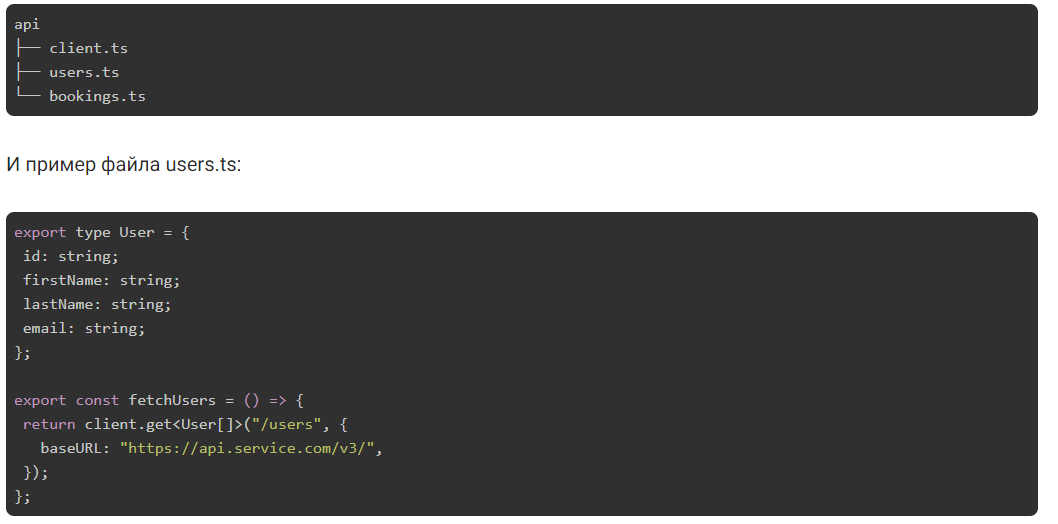 api
├── client.ts
├── users.ts
└── bookings.ts
И пример файла users.ts:
export type User = {
 id: string;
 firstName: string;
 lastName: string;
 email: string;
};
export const fetchUsers = () => {
 return client.get<User[]>("/users", {
   baseURL: "https://api.service.com/v3/",
 });
};